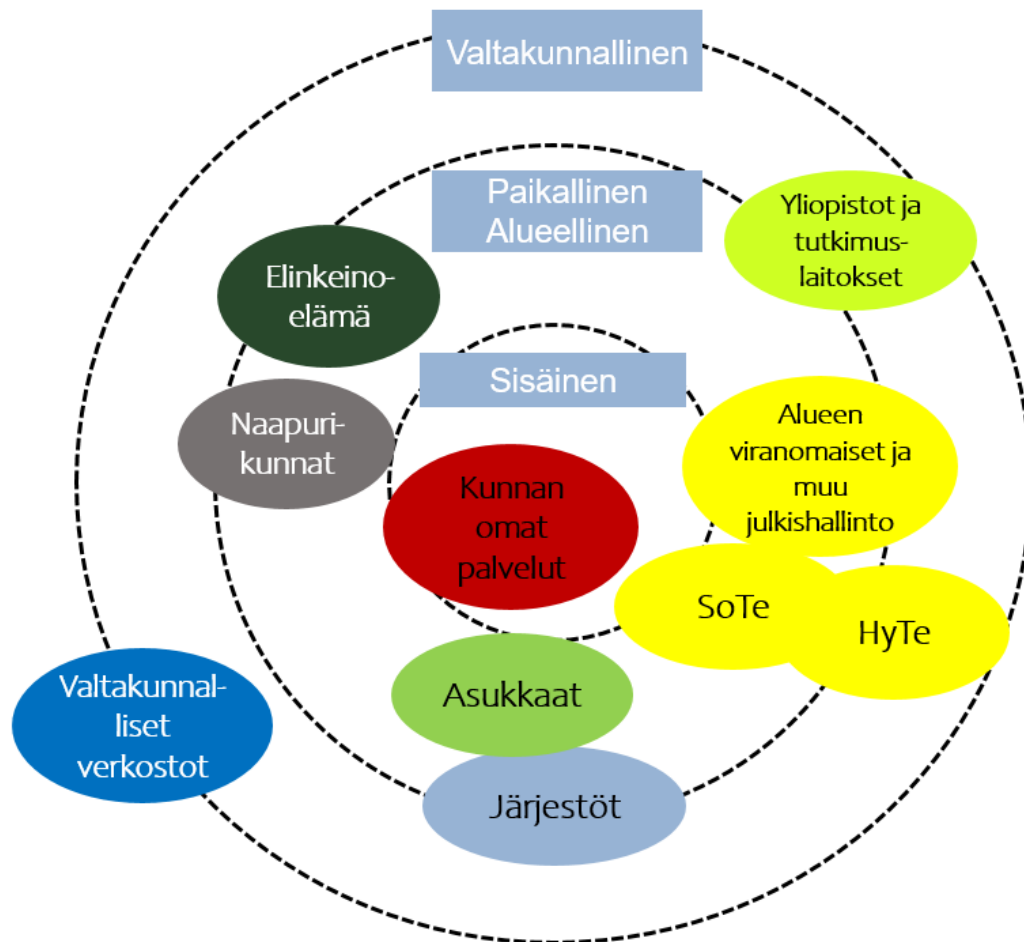 Valtakunnallinen
Paikallinen
Alueellinen
Yliopistot ja
tutkimus-
laitokset
Elinkeino-
elämä
Sisäinen
Naapuri-
kunnat
Alueen
viranomaiset ja
muu
julkishallinto
Kunnan
omat
palvelut
SoTe
HyTe
Asukkaat
Valtakunnal-
liset
verkostot
Järjestöt